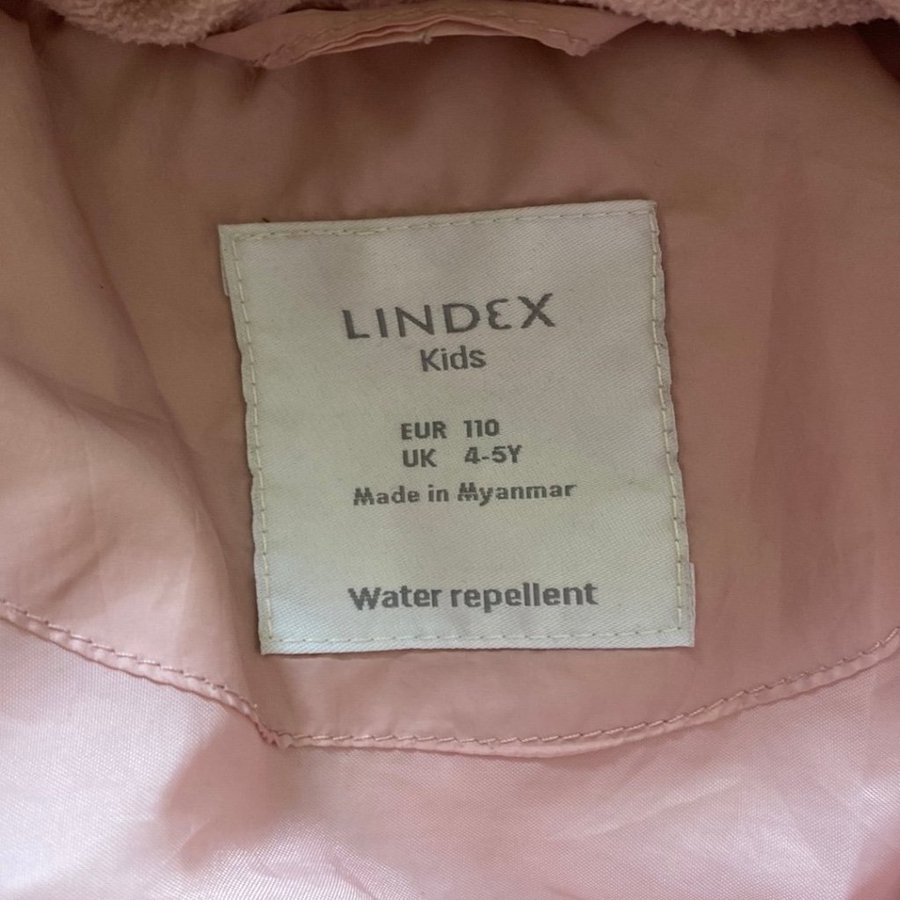 LINDEX
Kids
EUR 110
UK 4-5Y
Made in Myanmar
Water repellent